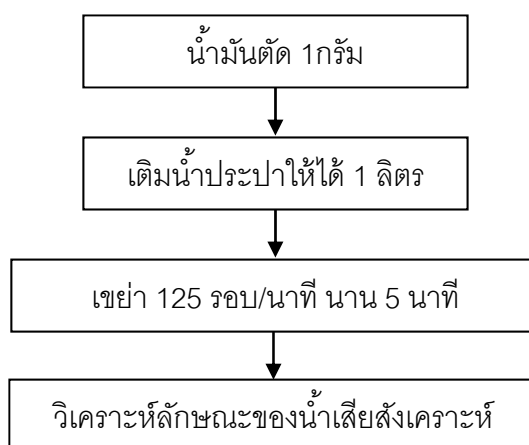 น้ำมันตัด 1กรัม
เติมน้ำประปาให้ได้ 1 ลิตร
เขย่า 125 รอบ/นาที นาน 5 นาที
วิเคราะห์ลักษณะของน้ำเสียสังเคราะห์